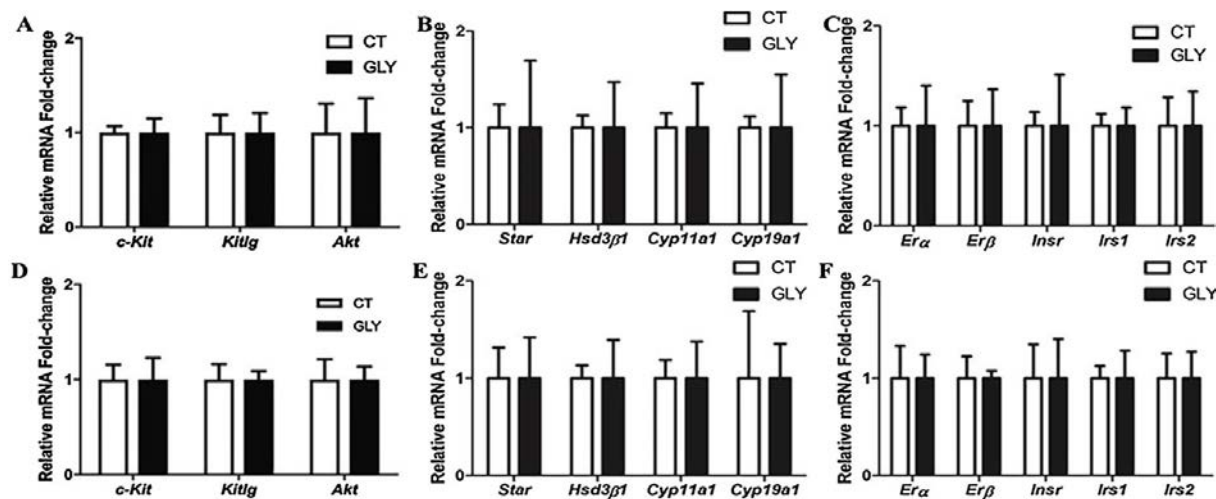 A
Relative mRNA Fold-change
2
1
0
CT
GLY
c-Kit Kitlg Akt
B
Relative mRNA Fold-change
2
1
0
CT
GLY
Star Hsd3β1 Cyp11a1 Cyp19a1
C
Relative mRNA Fold-change
2
1
0
CT
GLY
Erα Erβ Insr Irs1 Irs2
D
Relative mRNA Fold-change
2
1
0
CT
GLY
c-Kit Kitlg Akt
E
Relative mRNA Fold-change
2
1
0
CT
GLY
Star Hsd3β1 Cyp11a1 Cyp19a1
F
Relative mRNA Fold-change
2
1
0
CT
GLY
Erα Erβ Insr Irs1 Irs2